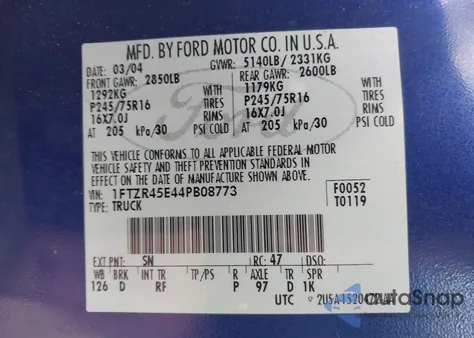 MFD. BY FORD MOTOR CO. IN U.S.A.
DATE: 03/04 GVWR: 5140LB/ 2331KG
FRONT GAWR: 2850LB REAR GAWR: 2600LB
1292KG WITH 1179KG WITH
P245/75R16 TIRES P245/75R16 TIRES
16X7.0J RIMS 16X7.0J RIMS
AT 205 kPa/30 PSI COLD AT 205 kPa/30 PSI COLD
Ford
THIS VEHICLE CONFORMS TO ALL APPLICABLE FEDERAL MOTOR
VEHICLE SAFETY AND THEFT PREVENTION STANDARDS IN
EFFECT ON THE DATE OF MANUFACTURE SHOWN ABOVE.
VIN: 1FTZR45E44PB08773 F0052
TYPE: TRUCK T0119
EXT PNT: SN RC: 47 DSO:
WB BRK INT TR TP/PS R AXLE TR SPR
126 D RF P 97 D 1K
UTC
autoSnap